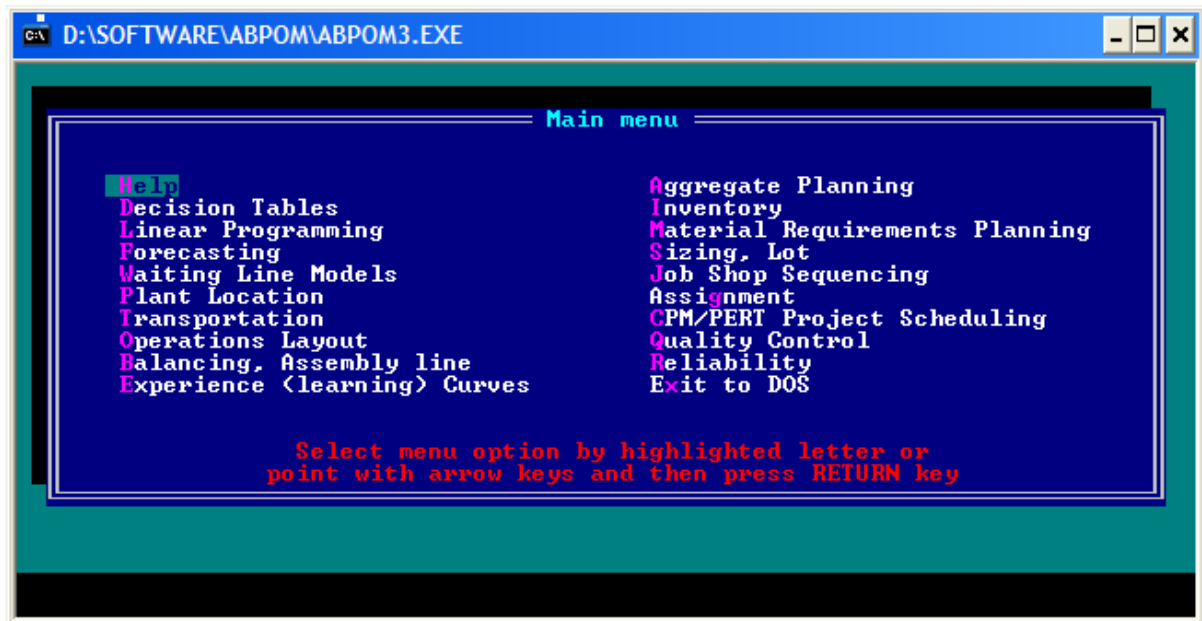 D:\SOFTWARE\ABPOM\ABPOM3.EXE
Main menu
Help
Decision Tables
Linear Programming
Forecasting
Waiting Line Models
Plant Location
Transportation
Operations Layout
Balancing, Assembly line
Experience (learning) Curves
Aggregate Planning
Inventory
Material Requirements Planning
Sizing, Lot
Job Shop Sequencing
Assignment
CPM/PERT Project Scheduling
Quality Control
Reliability
Exit to DOS
Select menu option by highlighted letter or
point with arrow keys and then press RETURN key